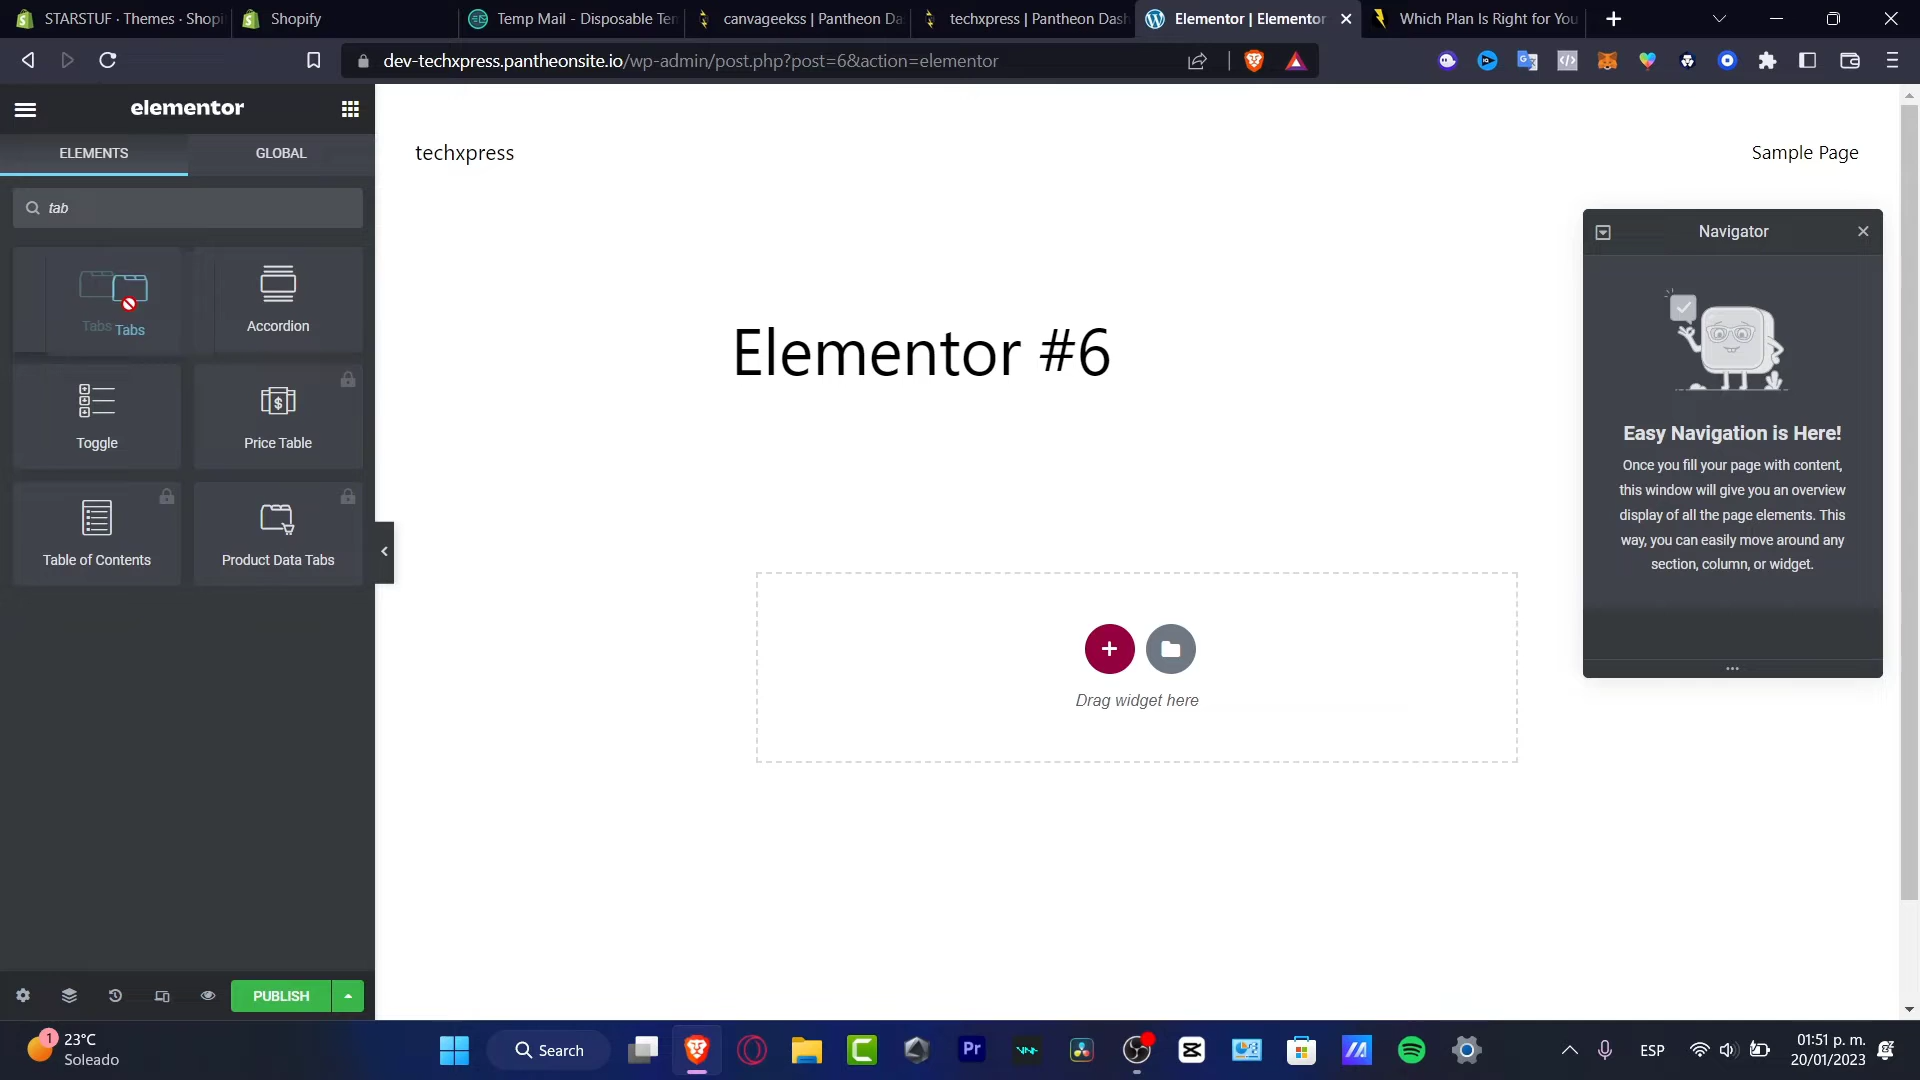 STARSTUF · Themes · Shopi
Shopify
Temp Mail - Disposable Ten
canvageekss | Pantheon Da
techxpress | Pantheon Dash
Elementor | Elementor
Which Plan Is Right for You
dev-techxpress.pantheonsite.io/wp-admin/post.php?post=6&action=elementor
elementor
ELEMENTS
GLOBAL
tab
Tabs
Tabs
Accordion
Toggle
Price Table
Table of Contents
Product Data Tabs
PUBLISH
techxpress
Sample Page
Elementor #6
Drag widget here
Navigator
Easy Navigation is Here!
Once you fill your page with content,
this window will give you an overview
display of all the page elements. This
way, you can easily move around any
section, column, or widget.
1
23°C
Soleado
Search
Pr
ESP
01:51 p. m.
20/01/2023